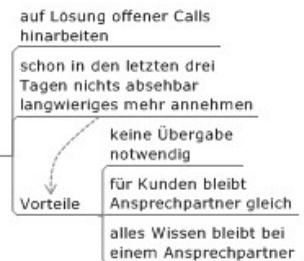 auf Lösung offener Calls
hinarbeiten
schon in den letzten drei
Tagen nichts absehbar
langwieriges mehr annehmen
Vorteile
keine Übergabe
notwendig
für Kunden bleibt
Ansprechpartner gleich
alles Wissen bleibt bei
einem Ansprechpartner